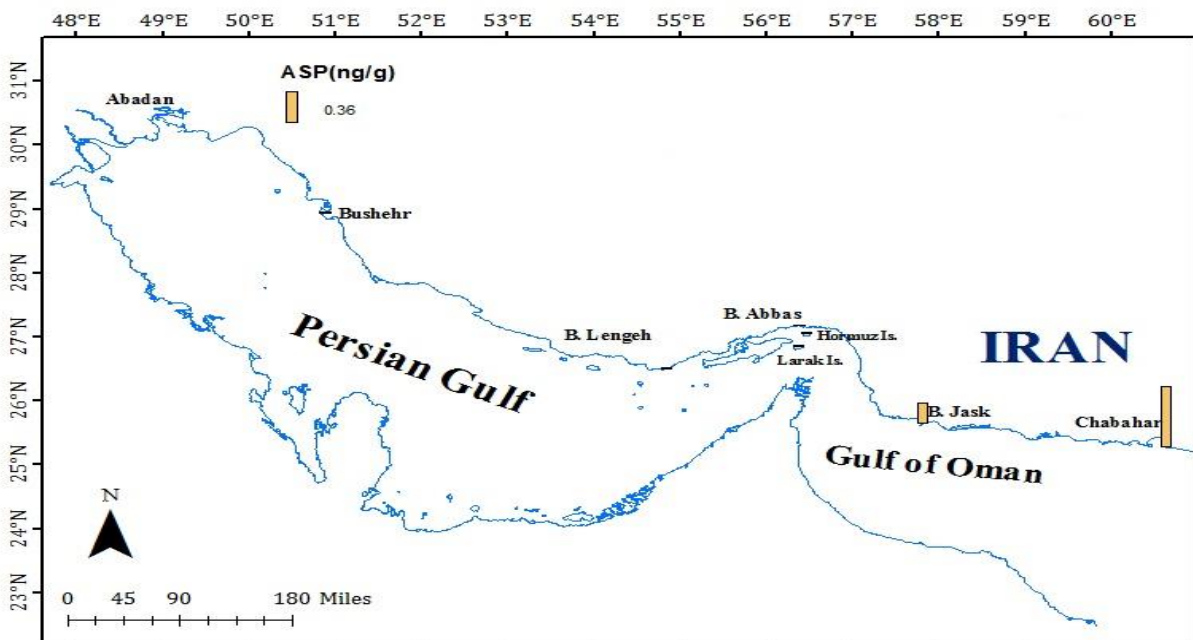 48°E 49°E 50°E 51°E 52°E 53°E 54°E 55°E 56°E 57°E 58°E 59°E 60°E
31°N
30°N
29°N
28°N
27°N
26°N
25°N
24°N
23°N
ASP(ng/g)
0.36
Abadan
Bushehr
B. Abbas
B. Lengeh
Hormuz Is.
Larak Is.
IRAN
Persian Gulf
B. Jask
Chabahar
Gulf of Oman
N
0 45 90 180 Miles